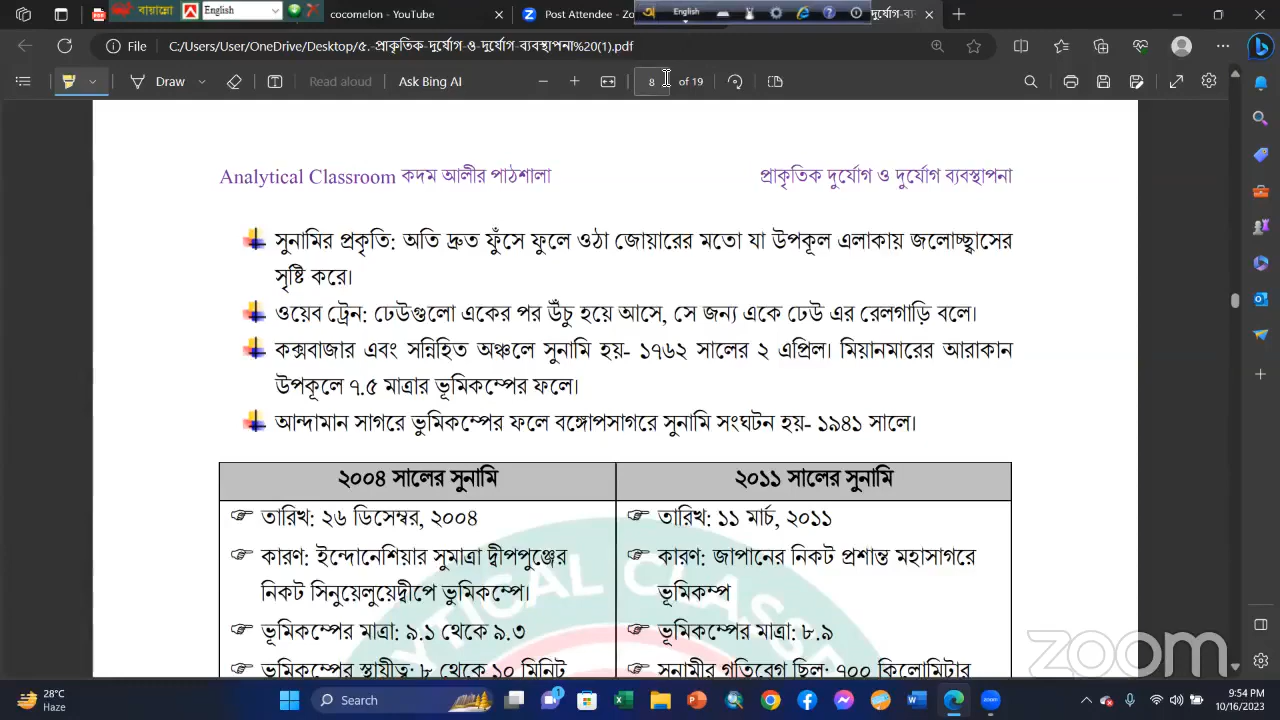 বায়ান্নো English cocomelon - YouTube Post Attendee - Zo English
File C:/Users/User/OneDrive/Desktop/৫.-প্রাকৃতিক-দুর্যোগ-ও-দুর্যোগ-ব্যবস্থাপনা%20(1).pdf
Draw Read aloud Ask Bing AI 8 of 19
Analytical Classroom কদম আলীর পাঠশালা প্রাকৃতিক দুর্যোগ ও দুর্যোগ ব্যবস্থাপনা
সুনামির প্রকৃতি: অতি দ্রুত ফুঁসে ফুলে ওঠা জোয়ারের মতো যা উপকূল এলাকায় জলোচ্ছ্বাসের
সৃষ্টি করে।
ওয়েব ট্রেন: ঢেউগুলো একের পর উঁচু হয়ে আসে, সে জন্য একে ঢেউ এর রেলগাড়ি বলে।
কক্সবাজার এবং সন্নিহিত অঞ্চলে সুনামি হয়- ১৭৬২ সালের ২ এপ্রিল। মিয়ানমারের আরাকান
উপকূলে ৭.৫ মাত্রার ভূমিকম্পের ফলে।
আন্দামান সাগরে ভুমিকম্পের ফলে বঙ্গোপসাগরে সুনামি সংঘটন হয়- ১৯৪১ সালে।
২০০৪ সালের সুনামি ২০১১ সালের সুনামি
তারিখ: ২৬ ডিসেম্বর, ২০০৪ তারিখ: ১১ মার্চ, ২০১১
কারণ: ইন্দোনেশিয়ার সুমাত্রা দ্বীপপুঞ্জের কারণ: জাপানের নিকট প্রশান্ত মহাসাগরে
নিকট সিনুয়েলুয়েদ্বীপে ভুমিকম্পে। ভূমিকম্প
ভূমিকম্পের মাত্রা: ৯.১ থেকে ৯.৩ ভূমিকম্পের মাত্রা: ৮.৯
ভূমিকম্পের স্থায়ীত্ব: ৮ থেকে ১০ মিনিট সুনামীর গতিবেগ ছিল: ৭০০ কিলোমিটার
zoom
28°C Search 9:54 PM
Haze 10/16/2023